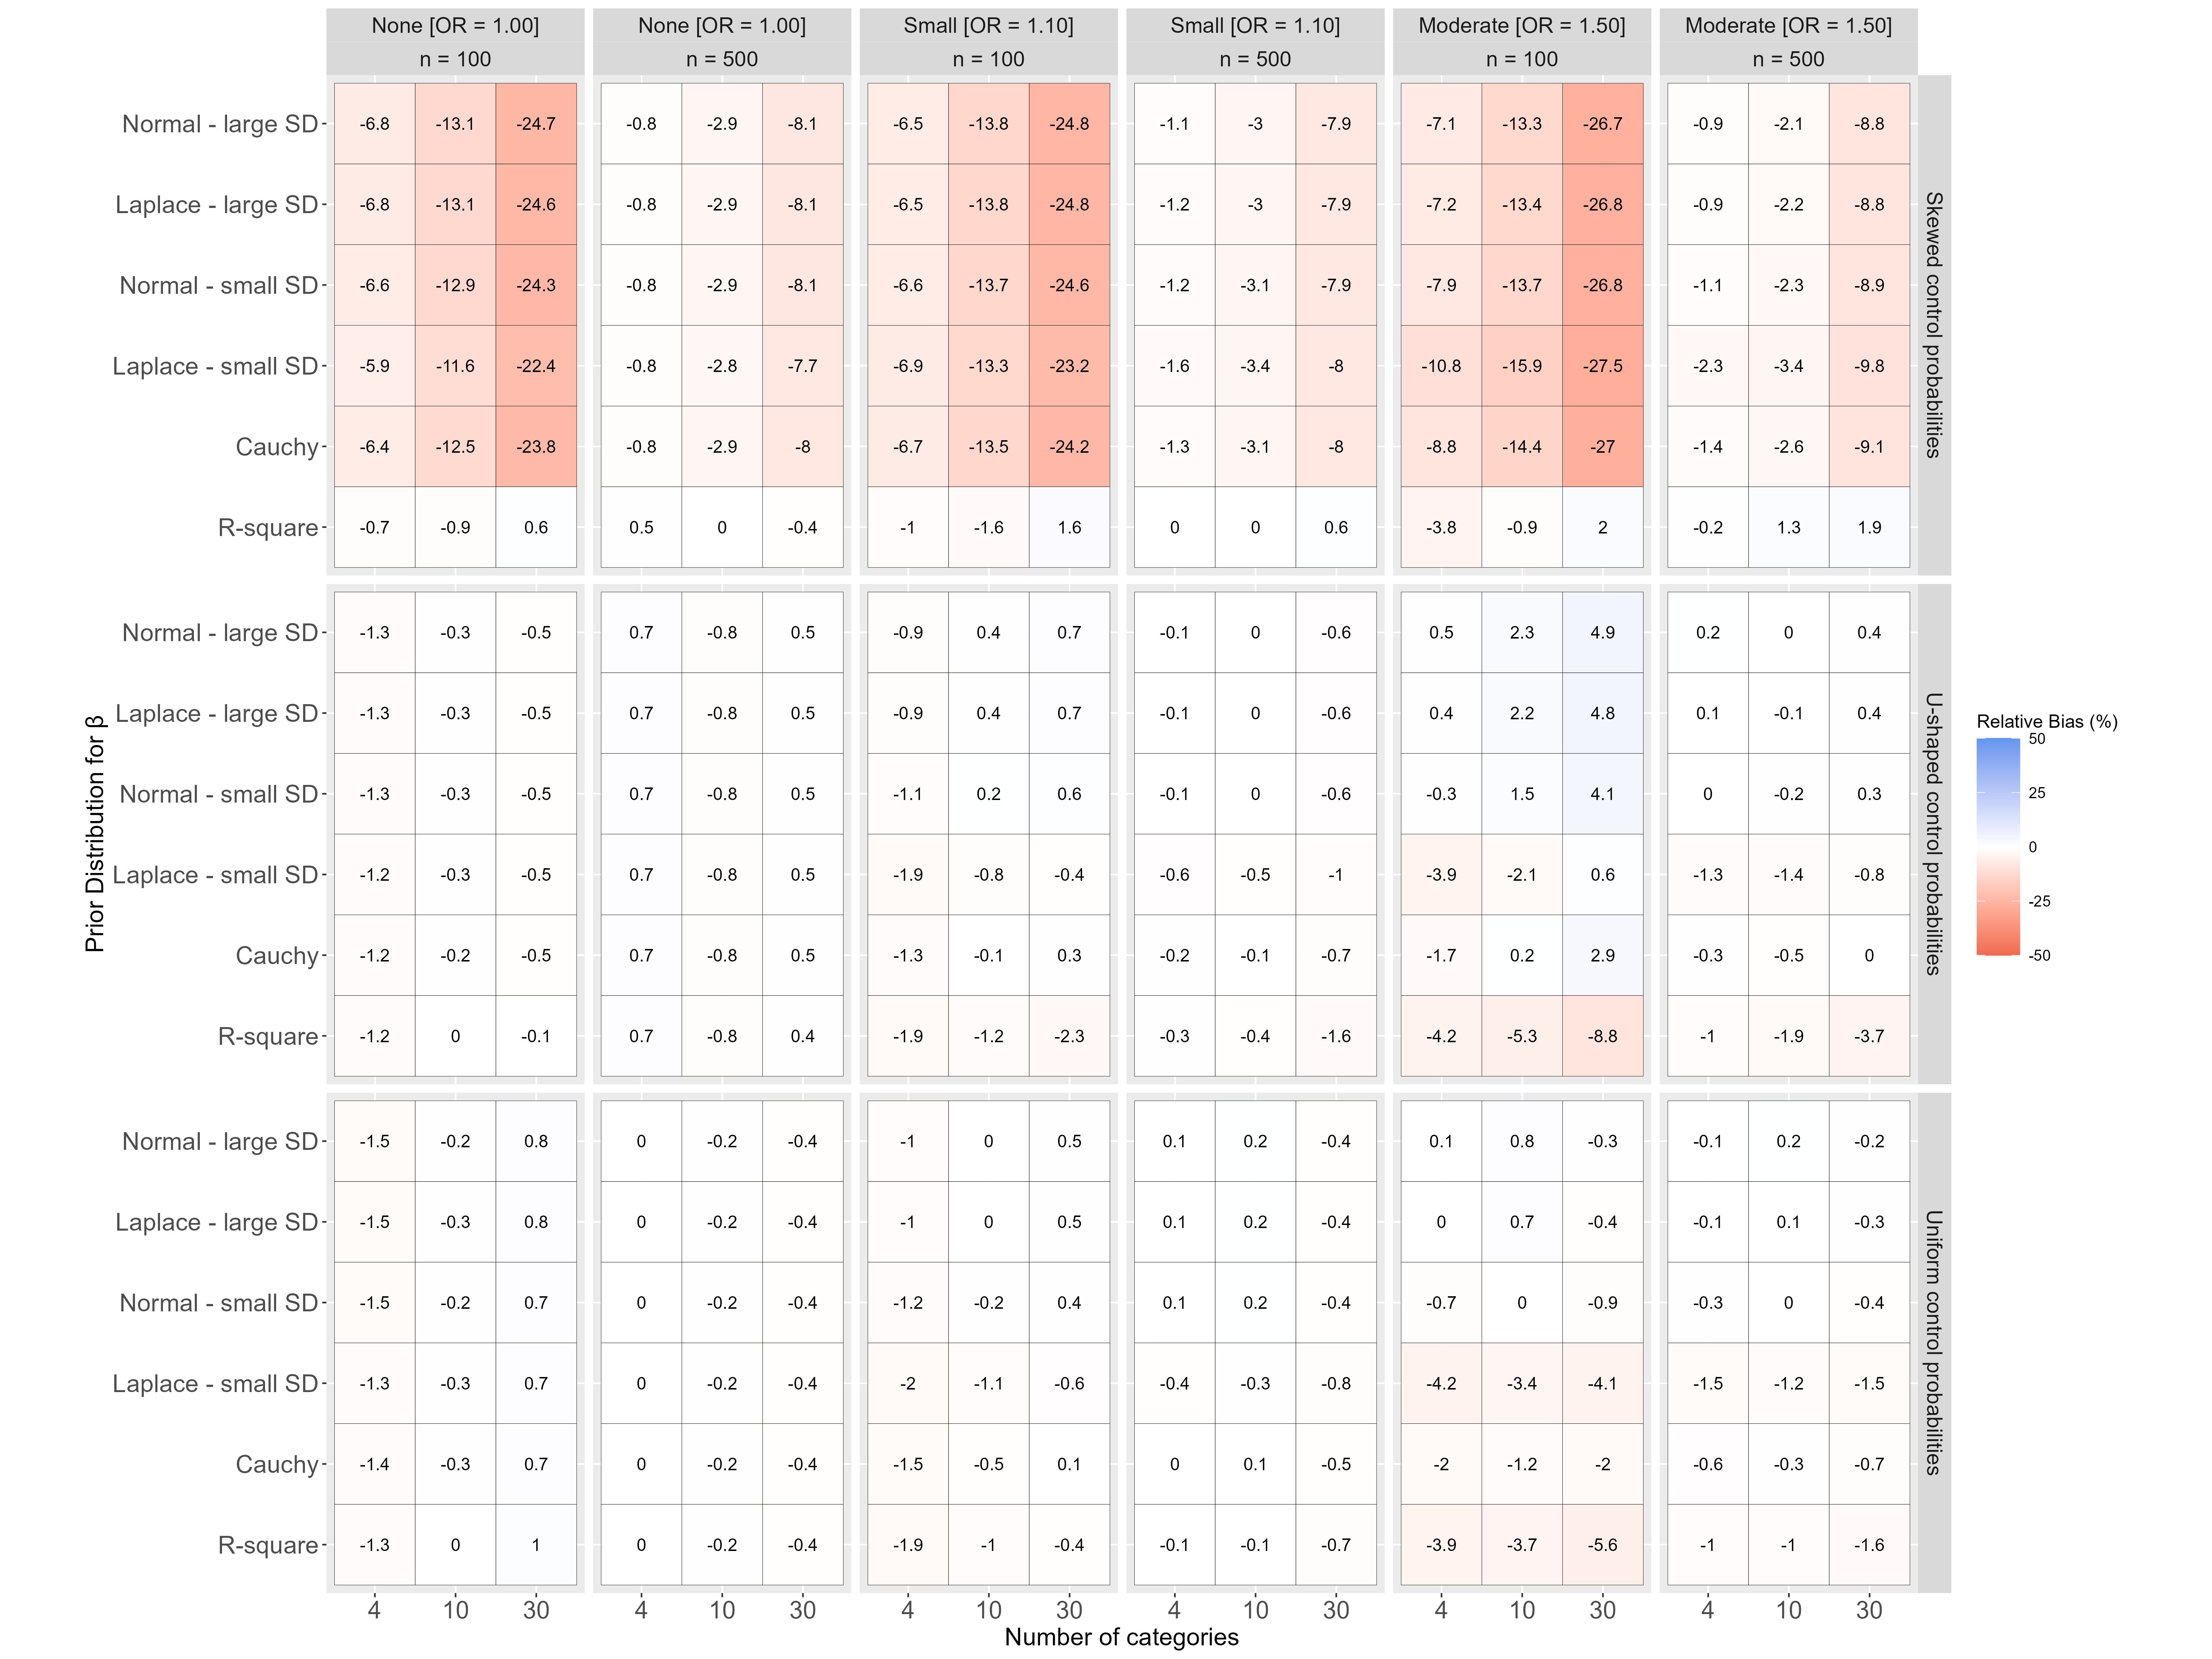 None [OR = 1.00] None [OR = 1.00] Small [OR = 1.10] Small [OR = 1.10] Moderate [OR = 1.50] Moderate [OR = 1.50]
n = 100 n = 500 n = 100 n = 500 n = 100 n = 500
Normal - large SD -6.8 -13.1 -24.7 -0.8 -2.9 -8.1 -6.5 -13.8 -24.8 -1.1 -3 -7.9 -7.1 -13.3 -26.7 -0.9 -2.1 -8.8
Laplace - large SD -6.8 -13.1 -24.6 -0.8 -2.9 -8.1 -6.5 -13.8 -24.8 -1.2 -3 -7.9 -7.2 -13.4 -26.8 -0.9 -2.2 -8.8
Normal - small SD -6.6 -12.9 -24.3 -0.8 -2.9 -8.1 -6.6 -13.7 -24.6 -1.2 -3.1 -7.9 -7.9 -13.7 -26.8 -1.1 -2.3 -8.9
Laplace - small SD -5.9 -11.6 -22.4 -0.8 -2.8 -7.7 -6.9 -13.3 -23.2 -1.6 -3.4 -8 -10.8 -15.9 -27.5 -2.3 -3.4 -9.8
Cauchy -6.4 -12.5 -23.8 -0.8 -2.9 -8 -6.7 -13.5 -24.2 -1.3 -3.1 -8 -8.8 -14.4 -27 -1.4 -2.6 -9.1
R-square -0.7 -0.9 0.6 0.5 0 -0.4 -1 -1.6 1.6 0 0 0.6 -3.8 -0.9 2 -0.2 1.3 1.9
Skewed control probabilities
Normal - large SD -1.3 -0.3 -0.5 0.7 -0.8 0.5 -0.9 0.4 0.7 -0.1 0 -0.6 0.5 2.3 4.9 0.2 0 0.4
Laplace - large SD -1.3 -0.3 -0.5 0.7 -0.8 0.5 -0.9 0.4 0.7 -0.1 0 -0.6 0.4 2.2 4.8 0.1 -0.1 0.4
Normal - small SD -1.3 -0.3 -0.5 0.7 -0.8 0.5 -1.1 0.2 0.6 -0.1 0 -0.6 -0.3 1.5 4.1 0 -0.2 0.3
Laplace - small SD -1.2 -0.3 -0.5 0.7 -0.8 0.5 -1.9 -0.8 -0.4 -0.6 -0.5 -1 -3.9 -2.1 0.6 -1.3 -1.4 -0.8
Cauchy -1.2 -0.2 -0.5 0.7 -0.8 0.5 -1.3 -0.1 0.3 -0.2 -0.1 -0.7 -1.7 0.2 2.9 -0.3 -0.5 0
R-square -1.2 0 -0.1 0.7 -0.8 0.4 -1.9 -1.2 -2.3 -0.3 -0.4 -1.6 -4.2 -5.3 -8.8 -1 -1.9 -3.7
U-shaped control probabilities
Normal - large SD -1.5 -0.2 0.8 0 -0.2 -0.4 -1 0 0.5 0.1 0.2 -0.4 0.1 0.8 -0.3 -0.1 0.2 -0.2
Laplace - large SD -1.5 -0.3 0.8 0 -0.2 -0.4 -1 0 0.5 0.1 0.2 -0.4 0 0.7 -0.4 -0.1 0.1 -0.3
Normal - small SD -1.5 -0.2 0.7 0 -0.2 -0.4 -1.2 -0.2 0.4 0.1 0.2 -0.4 -0.7 0 -0.9 -0.3 0 -0.4
Laplace - small SD -1.3 -0.3 0.7 0 -0.2 -0.4 -2 -1.1 -0.6 -0.4 -0.3 -0.8 -4.2 -3.4 -4.1 -1.5 -1.2 -1.5
Cauchy -1.4 -0.3 0.7 0 -0.2 -0.4 -1.5 -0.5 0.1 0 0.1 -0.5 -2 -1.2 -2 -0.6 -0.3 -0.7
R-square -1.3 0 1 0 -0.2 -0.4 -1.9 -1 -0.4 -0.1 -0.1 -0.7 -3.9 -3.7 -5.6 -1 -1 -1.6
Uniform control probabilities
4 10 30 4 10 30 4 10 30 4 10 30 4 10 30 4 10 30
Number of categories
Prior Distribution for β
Relative Bias (%)
50
25
0
-25
-50